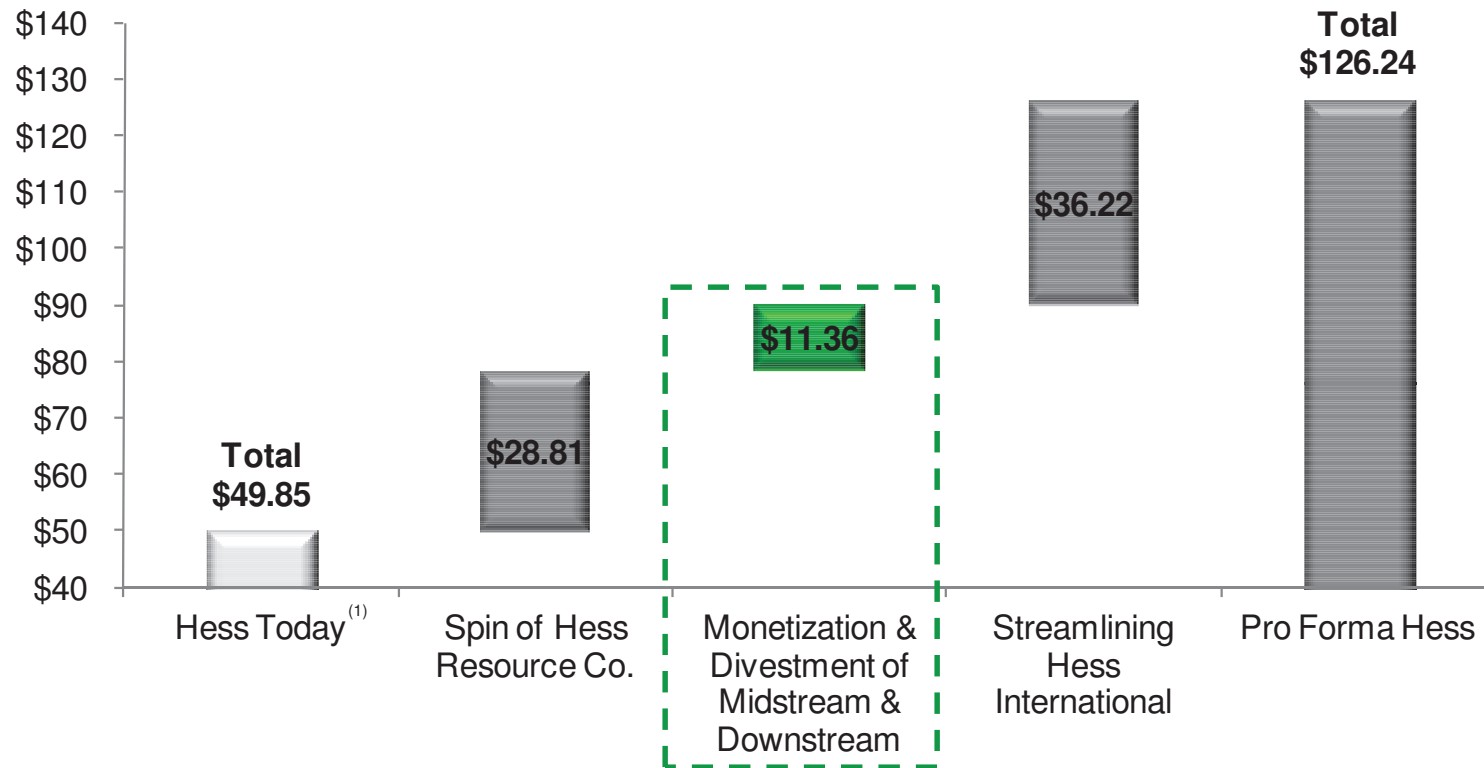 $140
$130
$120
$110
$100
$90
$80
$70
$60
$50
$40
Total
$49.85
$28.81
$11.36
$36.22
Total
$126.24
Hess Today (1)
Spin of Hess
Resource Co.
Monetization &
Divestment of
Midstream &
Downstream
Streamlining
Hess
International
Pro Forma Hess